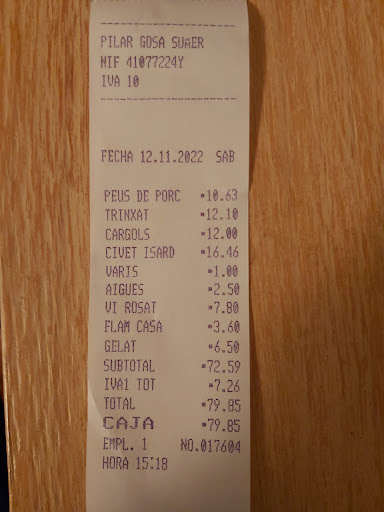 PILAR GOSA SUÑER
NIF 41077224Y
IVA 10
FECHA 12.11.2022 SAB
PEUS DE PORC *10.63
TRINXAT *12.10
CARGOLS *12.00
CIVET ISARD *16.46
VARIS *1.00
AIGUES *2.50
VI ROSAT *7.80
FLAM CASA *3.60
GELAT *6.50
SUBTOTAL *72.59
IVA1 TOT *7.26
TOTAL *79.85
CAJA *79.85
EMPL. 1 NO.017604
HORA 15:18